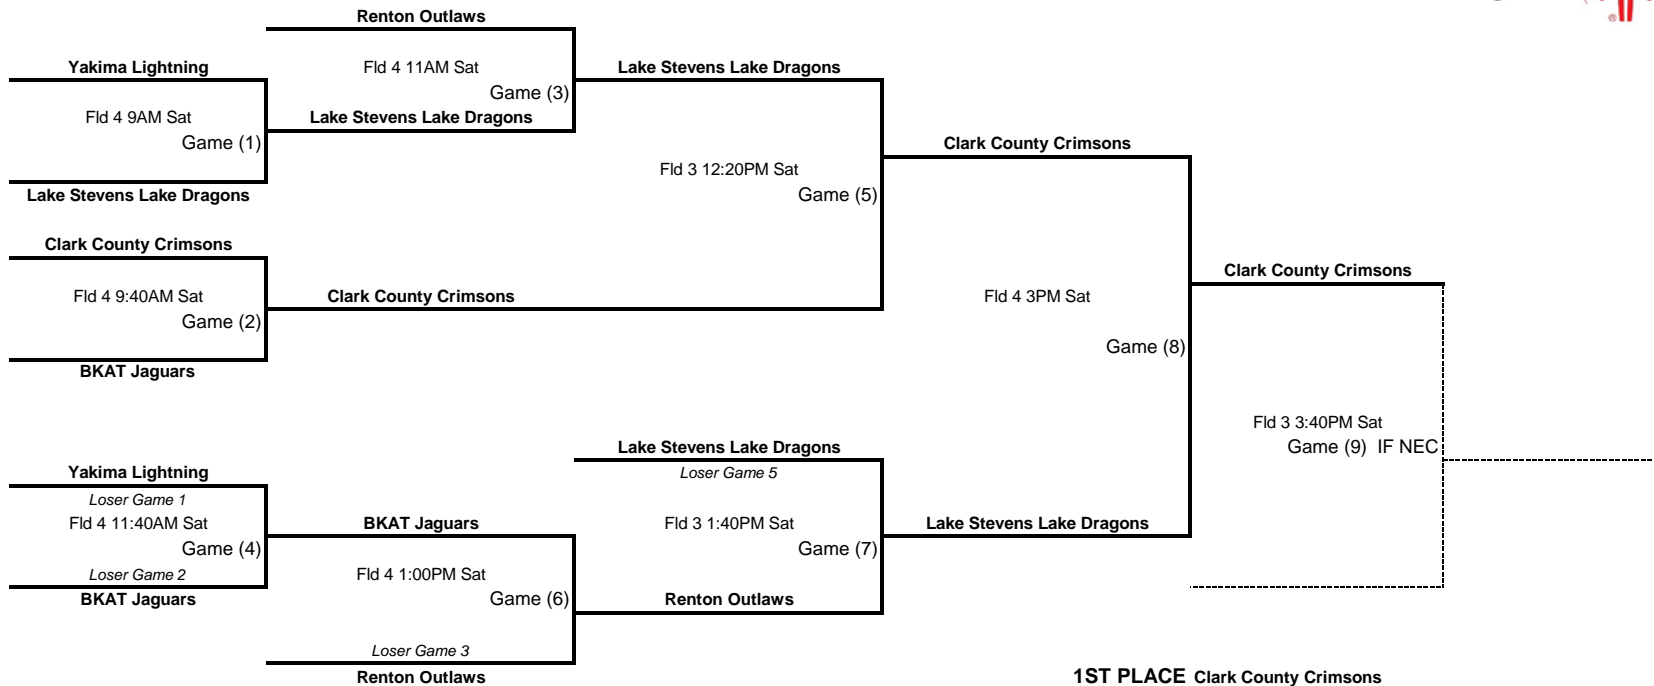 Renton Outlaws
Yakima Lightning
Fld 4 11AM Sat
Lake Stevens Lake Dragons
Game (3)
Fld 4 9AM Sat
Lake Stevens Lake Dragons
Game (1)
Clark County Crimsons
Fld 3 12:20PM Sat
Lake Stevens Lake Dragons
Game (5)
Clark County Crimsons
Clark County Crimsons
Fld 4 9:40AM Sat
Clark County Crimsons
Fld 4 3PM Sat
Game (2)
Game (8)
BKAT Jaguars
Fld 3 3:40PM Sat
Lake Stevens Lake Dragons
Game (9) IF NEC
Yakima Lightning
Loser Game 5
Loser Game 1
Fld 4 11:40AM Sat
BKAT Jaguars
Fld 3 1:40PM Sat
Lake Stevens Lake Dragons
Game (4)
Game (7)
Loser Game 2
Fld 4 1:00PM Sat
BKAT Jaguars
Game (6)
Renton Outlaws
Loser Game 3
Renton Outlaws
1ST PLACE Clark County Crimsons